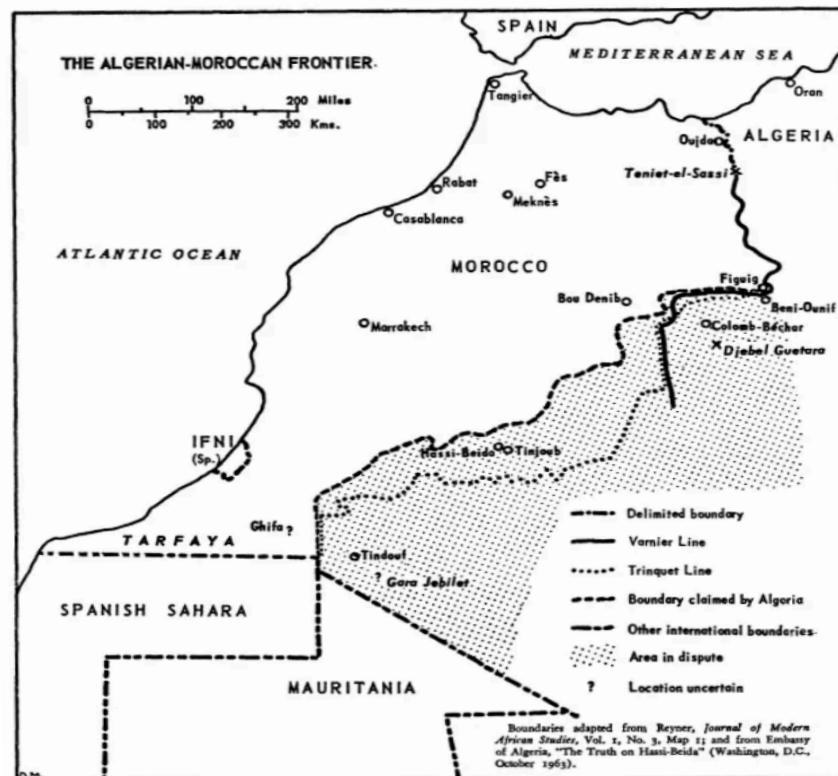 SPAIN
MEDITERRANEAN SEA
THE ALGERIAN-MOROCCAN FRONTIER
0 100 200 Miles
0 100 200 300 Kms.
Tangier
Oran
Oujda
ALGERIA
Teniet-el-Sassi
Rabat
Fès
Meknès
Casablanca
ATLANTIC OCEAN
MOROCCO
Figuig
Bou Denib
Beni-Ounif
Marrakech
Colomb-Béchar
Djebel Guetara
IFNI
(Sp.)
Hassi-Beida
Tinjoub
Ghifa ?
TARFAYA
Tindouf
? Gara Jebilet
SPANISH SAHARA
MAURITANIA
Delimited boundary
Varnier Line
Trinquet Line
Boundary claimed by Algeria
Other international boundaries
Area in dispute
? Location uncertain
Boundaries adapted from Reyner, Journal of Modern
African Studies, Vol. 1, No. 3, Map 1; and from Embassy
of Algeria, "The Truth on Hassi-Beida" (Washington, D.C.,
October 1963).